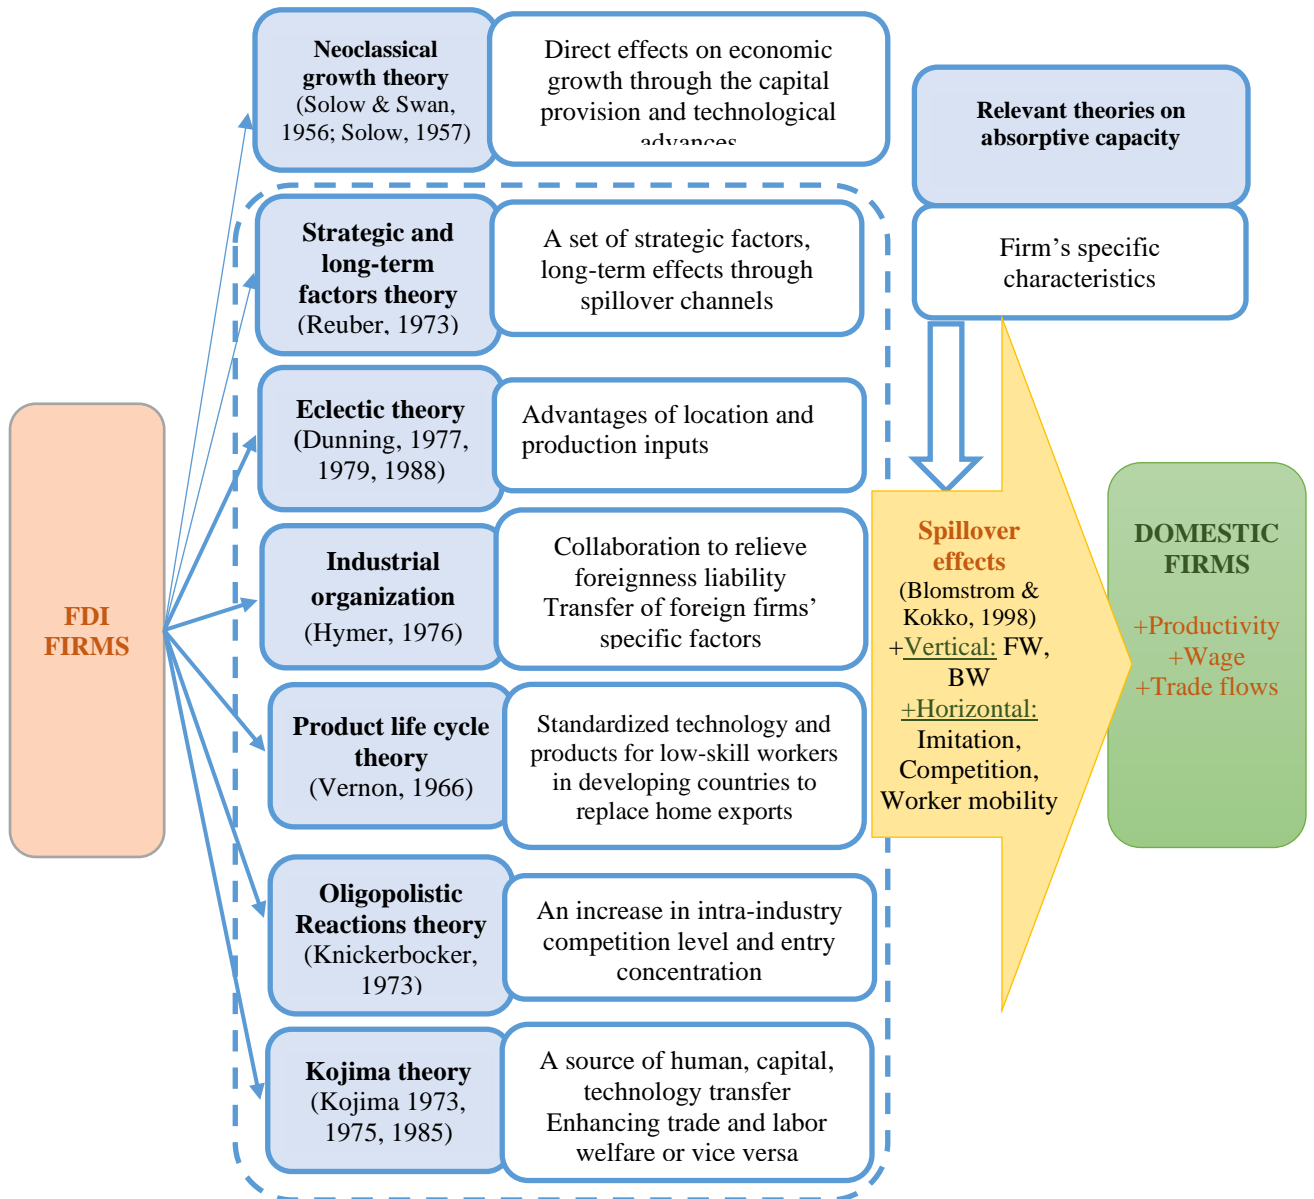 FDI
FIRMS
Neoclassical
growth theory
(Solow & Swan,
1956; Solow, 1957)
Direct effects on economic
growth through the capital
provision and technological
advances
Strategic and
long-term
factors theory
(Reuber, 1973)
A set of strategic factors,
long-term effects through
spillover channels
Eclectic theory
(Dunning, 1977,
1979, 1988)
Advantages of location and
production inputs
Industrial
organization
(Hymer, 1976)
Collaboration to relieve
foreignness liability
Transfer of foreign firms’
specific factors
Product life cycle
theory
(Vernon, 1966)
Standardized technology and
products for low-skill workers
in developing countries to
replace home exports
Oligopolistic
Reactions theory
(Knickerbocker,
1973)
An increase in intra-industry
competition level and entry
concentration
Kojima theory
(Kojima 1973,
1975, 1985)
A source of human, capital,
technology transfer
Enhancing trade and labor
welfare or vice versa
Relevant theories on
absorptive capacity
Firm’s specific
characteristics
Spillover
effects
(Blomstrom &
Kokko, 1998)
+Vertical: FW,
BW
+Horizontal:
Imitation,
Competition,
Worker mobility
DOMESTIC
FIRMS
+Productivity
+Wage
+Trade flows